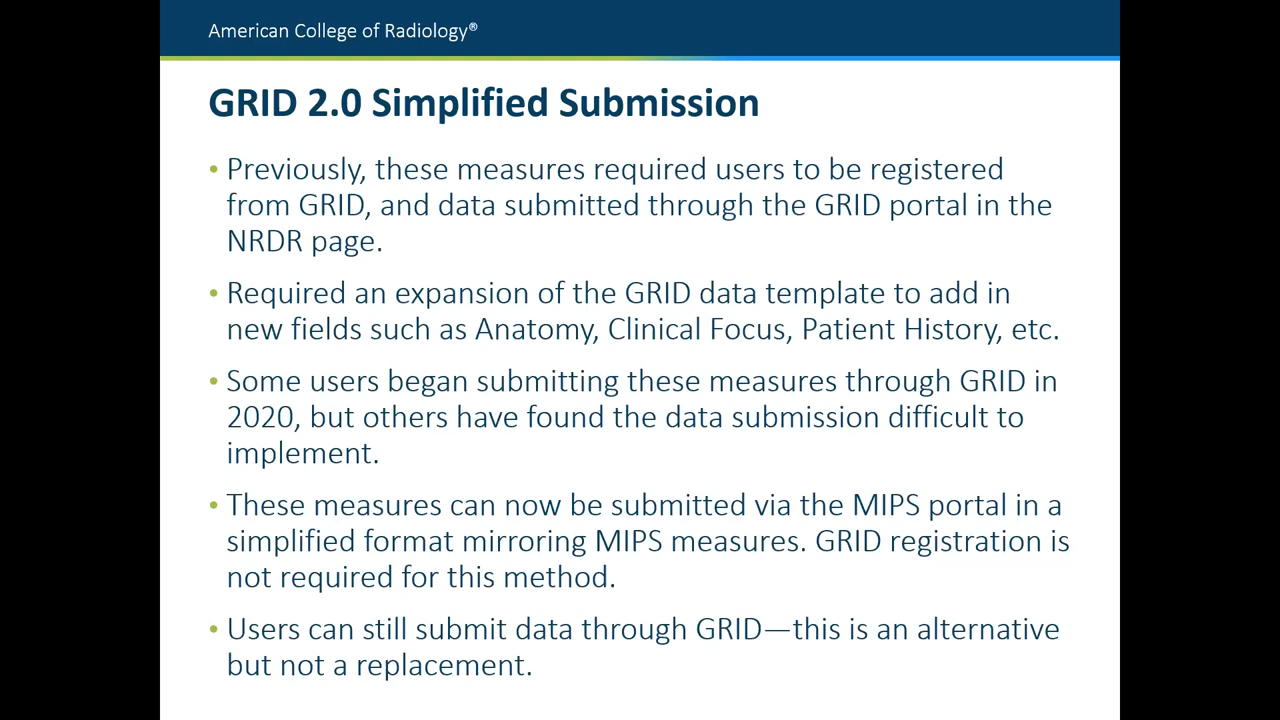 American College of Radiology®
GRID 2.0 Simplified Submission
• Previously, these measures required users to be registered
from GRID, and data submitted through the GRID portal in the
NRDR page.
• Required an expansion of the GRID data template to add in
new fields such as Anatomy, Clinical Focus, Patient History, etc.
• Some users began submitting these measures through GRID in
2020, but others have found the data submission difficult to
implement.
• These measures can now be submitted via the MIPS portal in a
simplified format mirroring MIPS measures. GRID registration is
not required for this method.
• Users can still submit data through GRID—this is an alternative
but not a replacement.